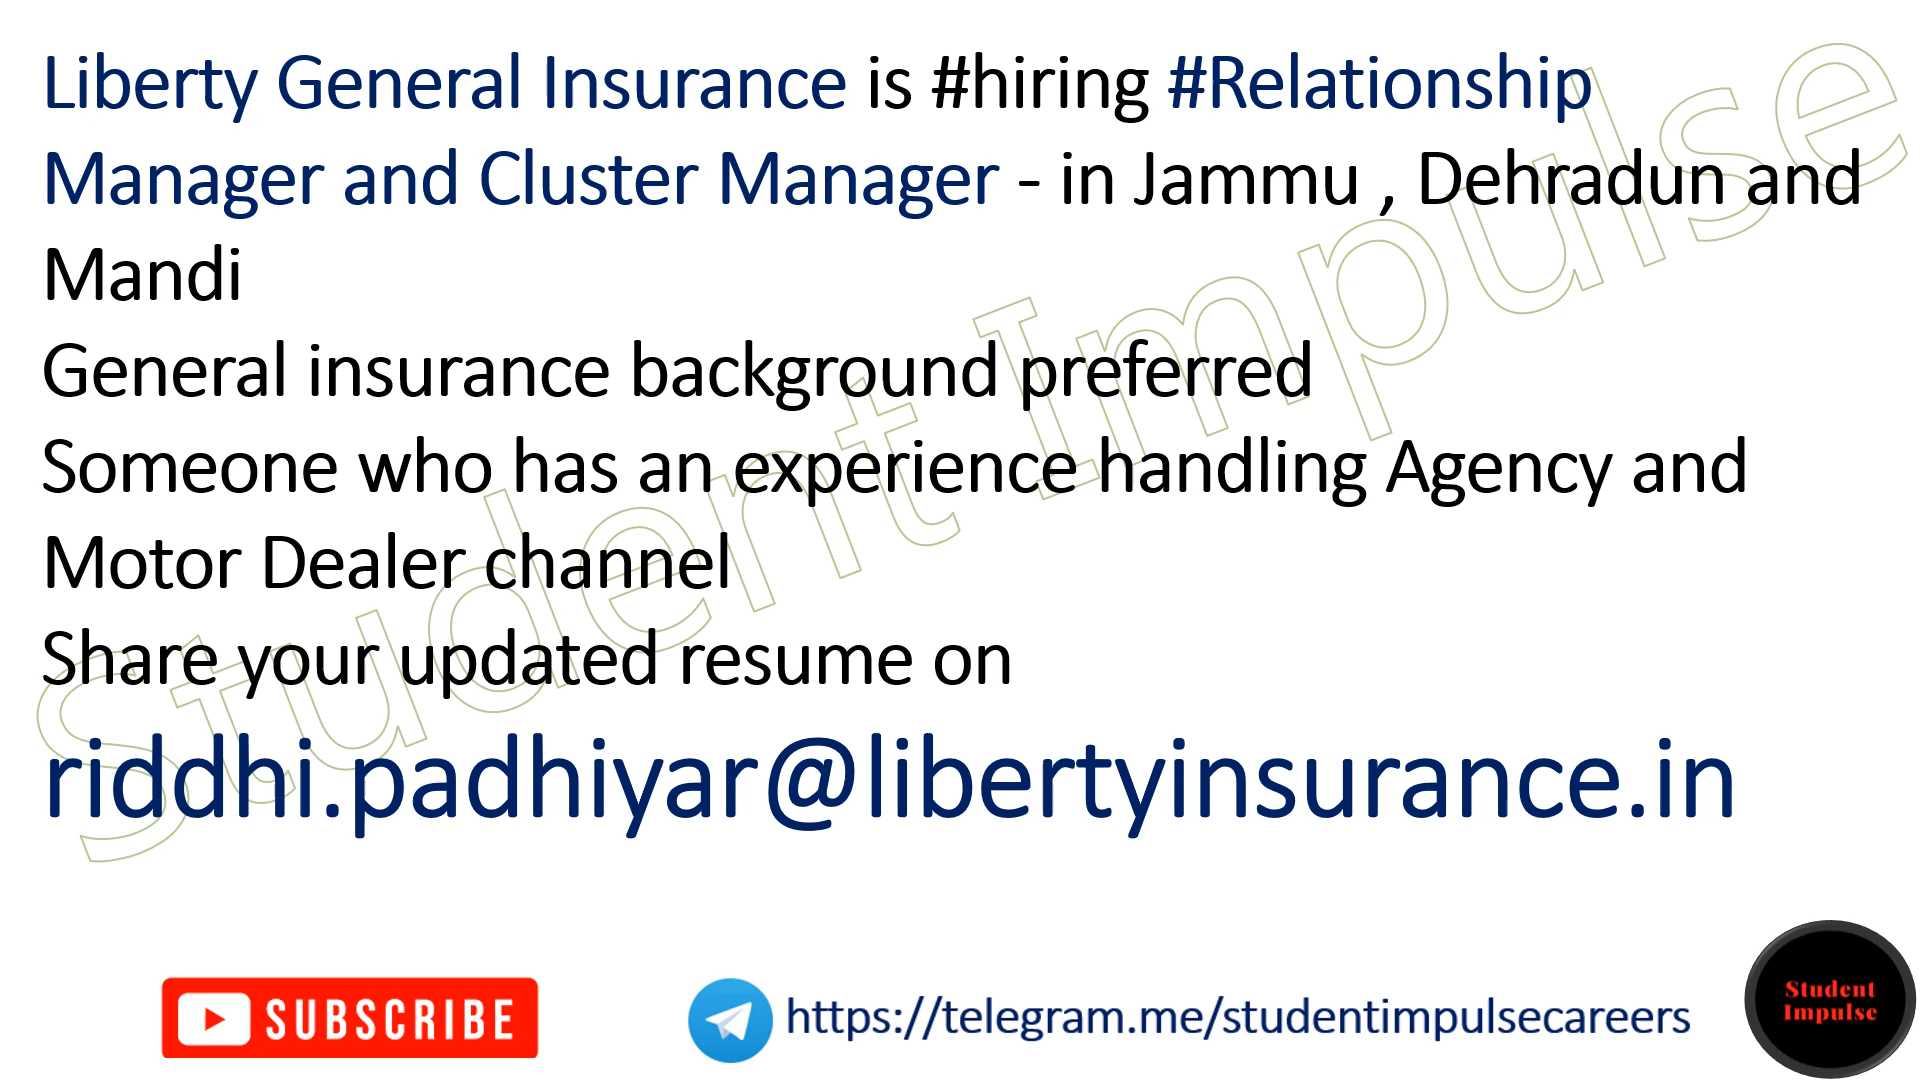 Liberty General Insurance is #hiring #Relationship
Manager and Cluster Manager - in Jammu , Dehradun and
Mandi
General insurance background preferred
Someone who has an experience handling Agency and
Motor Dealer channel
Share your updated resume on
riddhi.padhiyar@libertyinsurance.in
Student Impulse
SUBSCRIBE
https://telegram.me/studentimpulsecareers
Student
Impulse